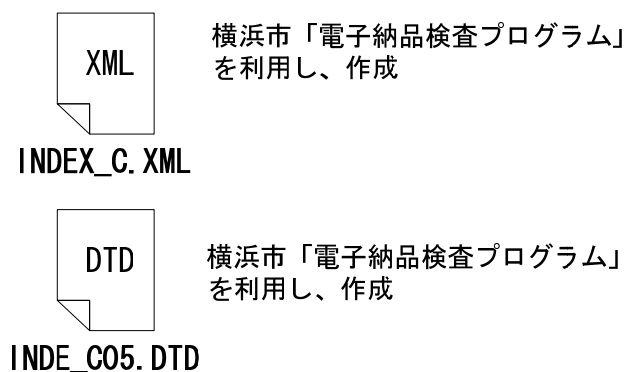 XML
横浜市「電子納品検査プログラム」
を利用し、作成
INDEX_C.XML
DTD
横浜市「電子納品検査プログラム」
を利用し、作成
INDE_C05.DTD